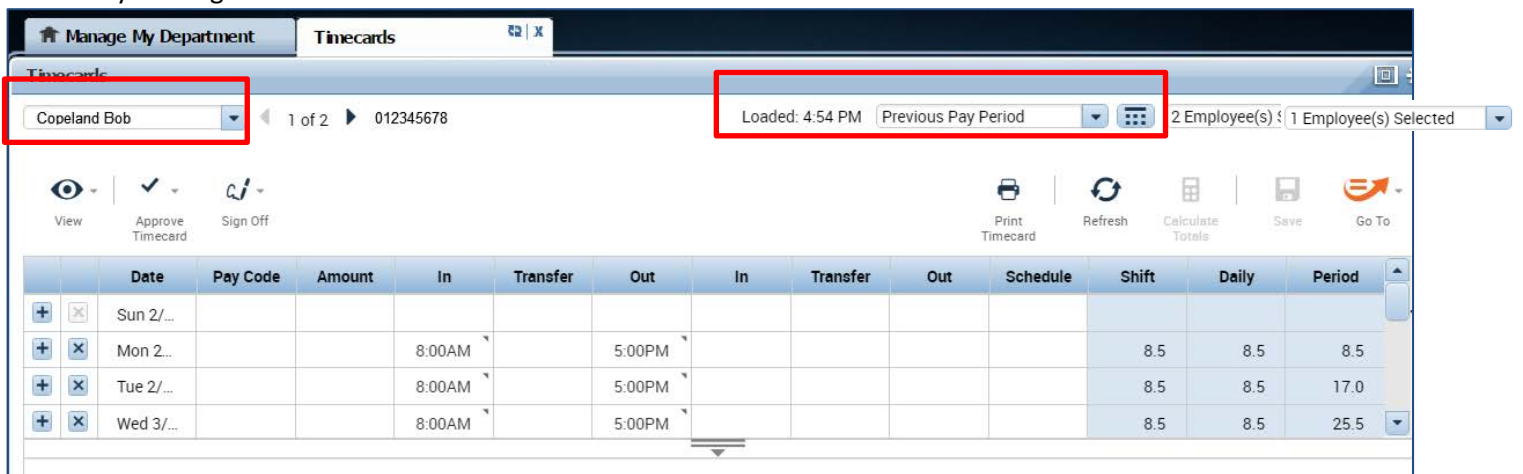 Manage My Department Timecards
Timecards
Copeland Bob 1 of 2 012345678 Loaded: 4:54 PM Previous Pay Period 2 Employee(s) 1 Employee(s) Selected
View Approve Timecard Sign Off Print Timecard Refresh Calculate Totals Save Go To
Date Pay Code Amount In Transfer Out In Transfer Out Schedule Shift Daily Period
Sun 2/...
Mon 2... 8:00AM 5:00PM 8.5 8.5 8.5
Tue 2/... 8:00AM 5:00PM 8.5 8.5 17.0
Wed 3/... 8:00AM 5:00PM 8.5 8.5 25.5